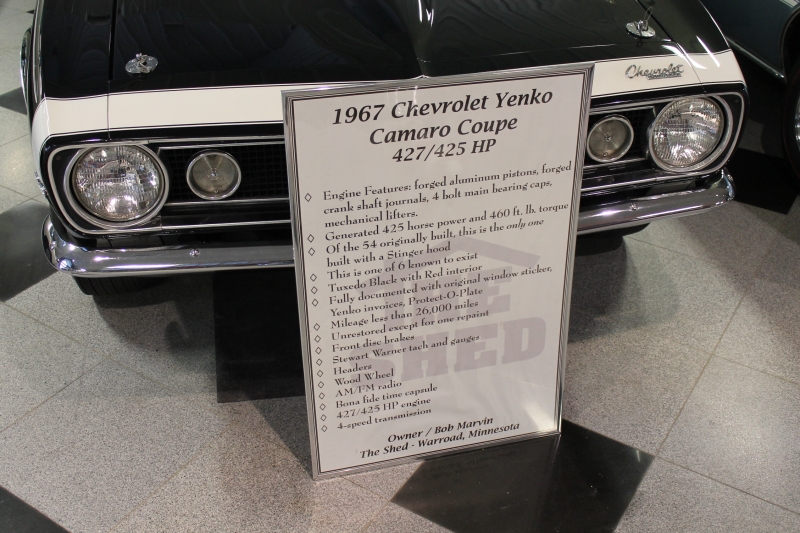 Chevrolet
1967 Chevrolet Yenko
Camaro Coupe
427/425 HP
◊ Engine Features: forged aluminum pistons, forged
crank shaft journals, 4 bolt main bearing caps,
mechanical lifters.
◊ Generated 425 horse power and 460 ft. lb. torque
◊ Of the 54 originally built, this is the only one
built with a Stinger hood
◊ This is one of 6 known to exist
◊ Tuxedo Black with Red interior
◊ Fully documented with original window sticker,
Yenko invoices, Protect-O-Plate
◊ Mileage less than 26,000 miles
◊ Unrestored except for one repaint
◊ Front disc brakes
◊ Stewart Warner tach and gauges
◊ Headers
◊ Wood Wheel
◊ AM/FM radio
◊ Bona fide time capsule
◊ 427/425 HP engine
◊ 4-speed transmission
THE
SHED
Owner / Bob Marvin
The Shed - Warroad, Minnesota